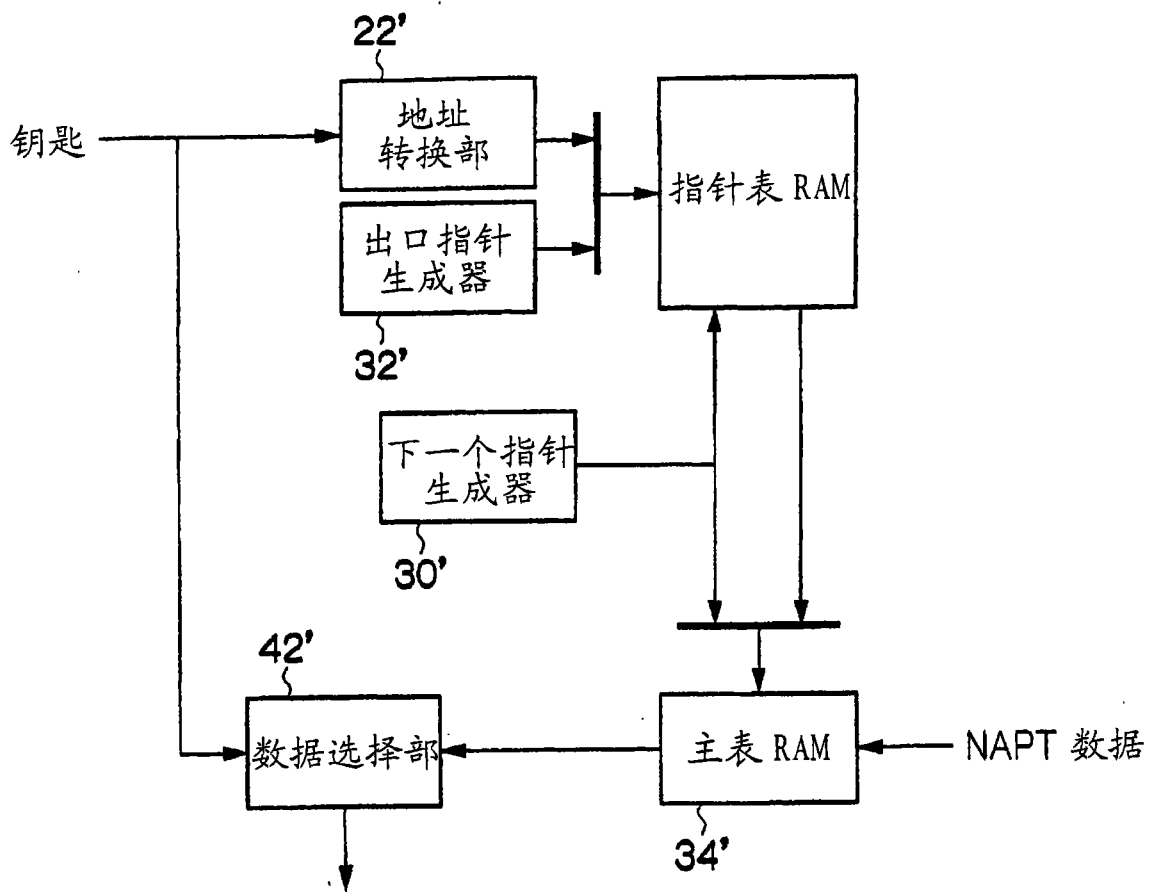 22'
钥匙
地址
转换部
指针表 RAM
出口指针
生成器
32'
下一个指针
生成器
30'
42'
数据选择部
主表 RAM
NAPT 数据
34'